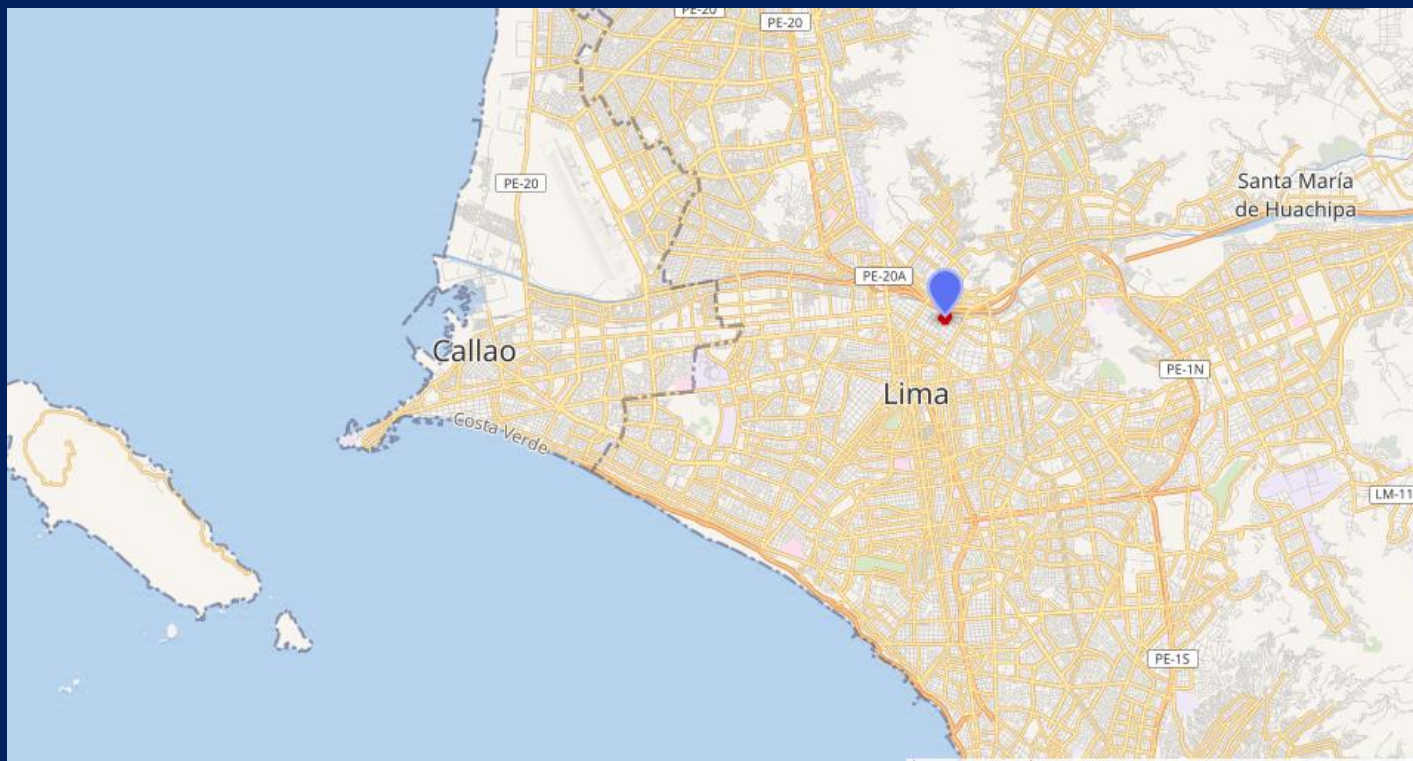 PE-20
PE-20
PE-20
Santa María
de Huachipa
PE-20A
Callao
PE-1N
Lima
Costa Verde
LM-11
PE-1S